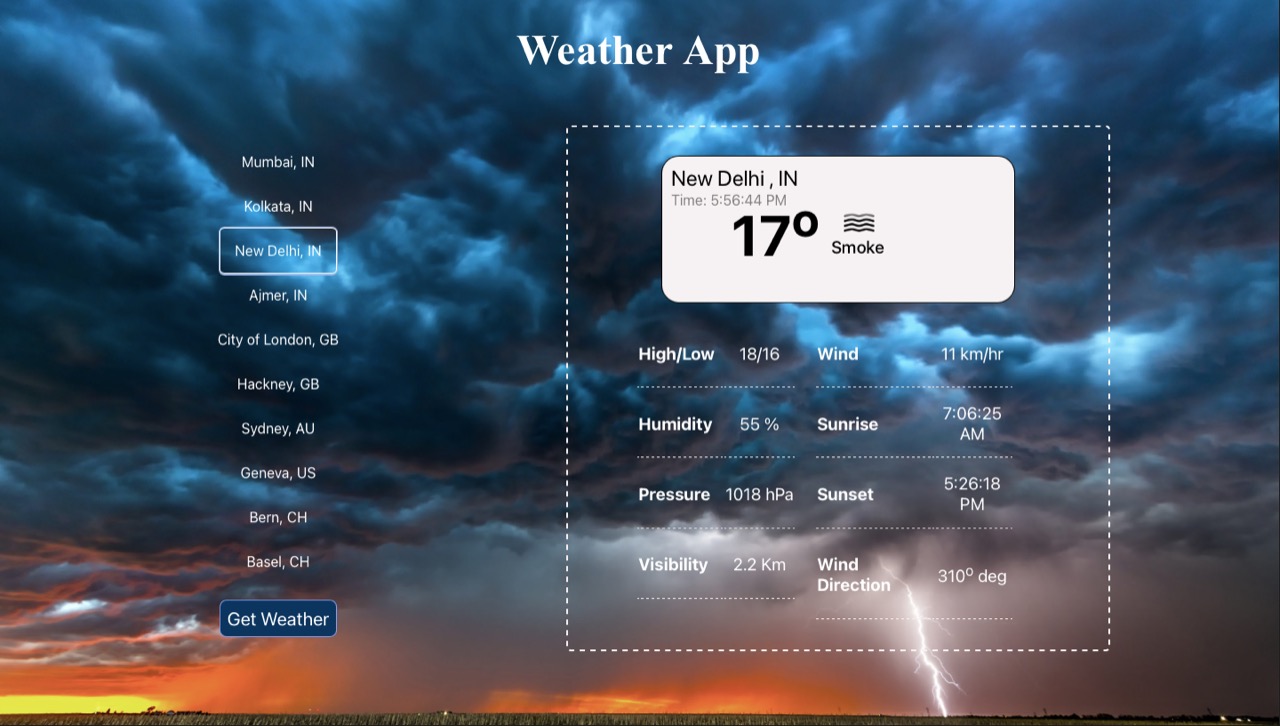 Weather App
Mumbai, IN
Kolkata, IN
New Delhi, IN
Ajmer, IN
City of London, GB
Hackney, GB
Sydney, AU
Geneva, US
Bern, CH
Basel, CH
Get Weather
New Delhi , IN
Time: 5:56:44 PM
17º
Smoke
High/Low 18/16 Wind 11 km/hr
Humidity 55 % Sunrise 7:06:25
AM
Pressure 1018 hPa Sunset 5:26:18
PM
Visibility 2.2 Km Wind
Direction 310º deg